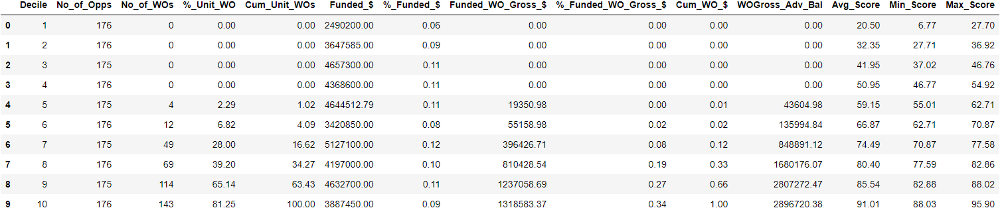 Decile No_of_Opps No_of_WOs %_Unit_WO Cum_Unit_WOs Funded_$ %_Funded_$ Funded_WO_Gross_$ %_Funded_WO_Gross_$ Cum_WO_$ WOGross_Adv_Bal Avg_Score Min_Score Max_Score
0 1 176 0 0.00 0.00 2490200.00 0.06 0.00 0.00 0.00 0.00 20.50 6.77 27.70
1 2 176 0 0.00 0.00 3647585.00 0.09 0.00 0.00 0.00 0.00 32.35 27.71 36.92
2 3 175 0 0.00 0.00 4657300.00 0.11 0.00 0.00 0.00 0.00 41.95 37.02 46.76
3 4 176 0 0.00 0.00 4368600.00 0.11 0.00 0.00 0.00 0.00 50.95 46.77 54.92
4 5 175 4 2.29 1.02 4644512.79 0.11 19350.98 0.00 0.01 43604.98 59.15 55.01 62.71
5 6 176 12 6.82 4.09 3420850.00 0.08 55158.98 0.02 0.02 135994.84 66.87 62.71 70.87
6 7 175 49 28.00 16.62 5127100.00 0.12 396426.71 0.08 0.12 848891.12 74.49 70.87 77.58
7 8 176 69 39.20 34.27 4197000.00 0.10 810428.54 0.19 0.33 1680176.07 80.40 77.59 82.86
8 9 175 114 65.14 63.43 4632700.00 0.11 1237058.69 0.27 0.66 2807272.47 85.54 82.88 88.02
9 10 176 143 81.25 100.00 3887450.00 0.09 1318583.37 0.34 1.00 2896720.38 91.01 88.03 95.90